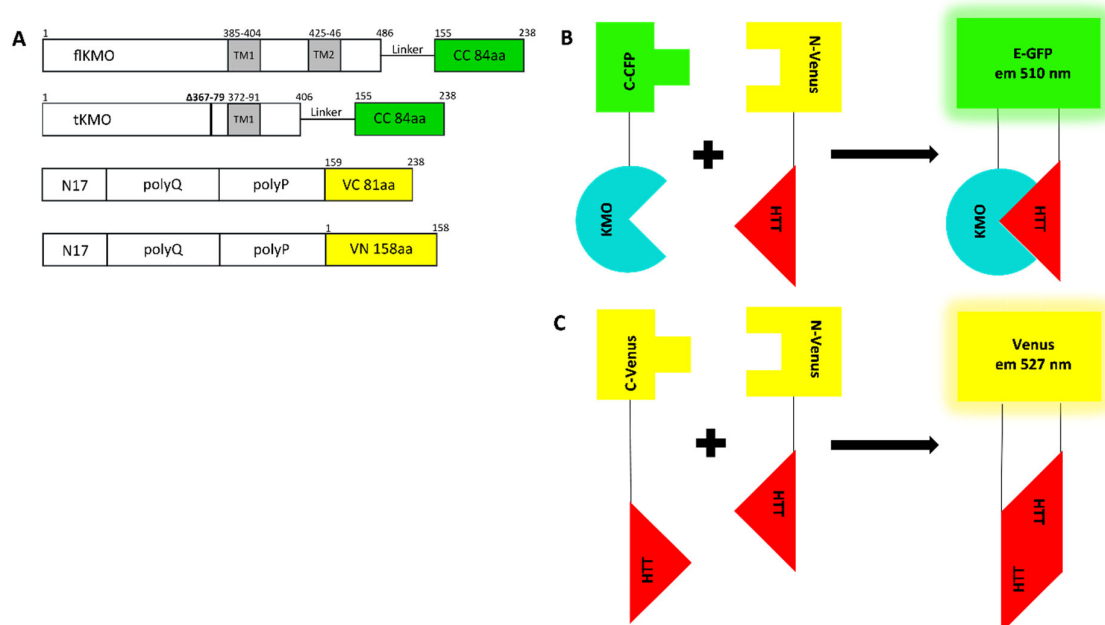 A
1 385-404 425-46 486 155 238
flKMO TM1 TM2 Linker CC 84aa
1 Δ367-79 372-91 406 155 238
tKMO TM1 Linker CC 84aa
159 238
N17 polyQ polyP VC 81aa
1 158
N17 polyQ polyP VN 158aa
B
C-CFP
N-Venus
E-GFP
em 510 nm
KMO
HTT
KMO
HTT
C
C-Venus
N-Venus
Venus
em 527 nm
HTT
HTT
HTT
HTT